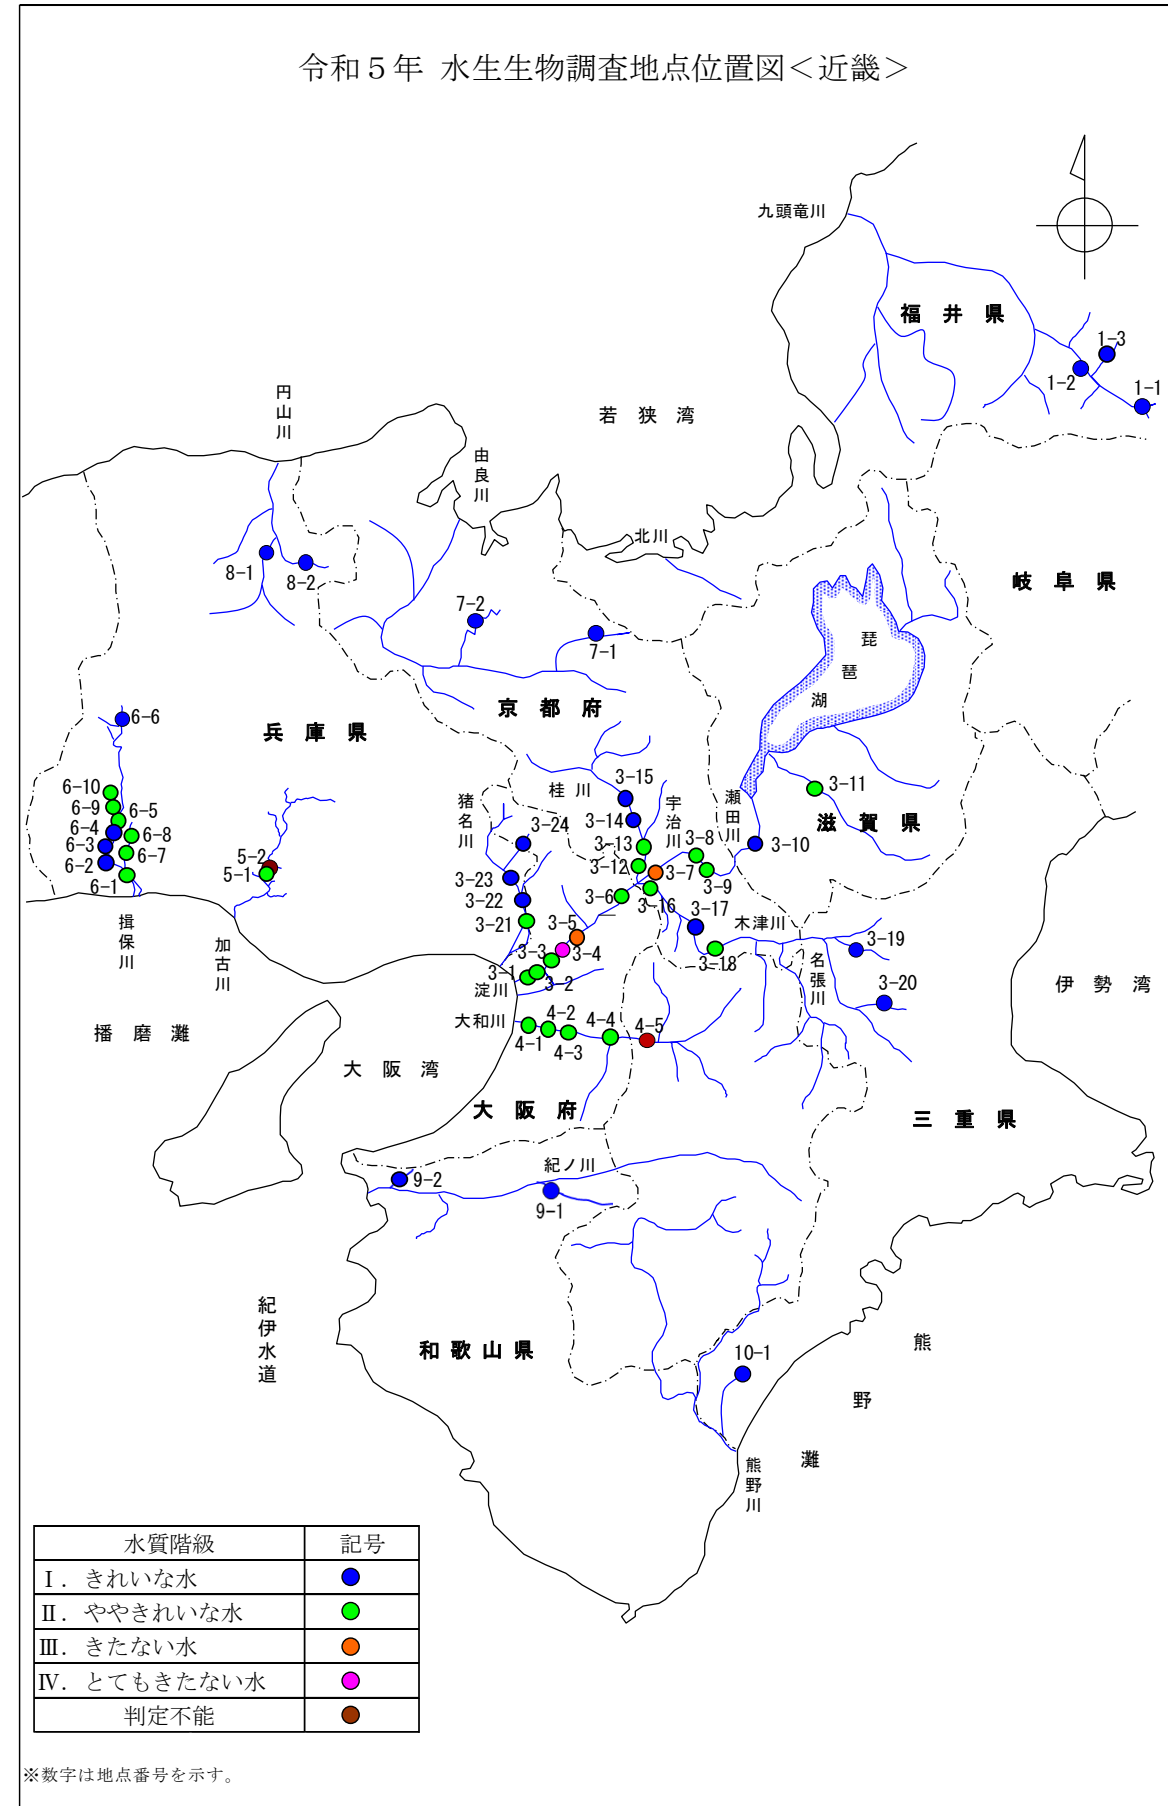 令和５年 水生生物調査地点位置図＜近畿＞
九頭竜川
福井県
1-3
1-2
1-1
円山川
若狭湾
由良川
北川
8-1
8-2
岐阜県
7-2
7-1
琵琶湖
京都府
兵庫県
6-6
6-10
6-9
6-5
6-4
6-8
6-3
6-7
6-2
6-1
5-2
5-1
猪名川
桂川
3-15
宇治川
瀬田川
3-11
滋賀県
3-14
3-24
3-13
3-8
3-10
3-12
3-7
3-9
3-23
3-6
3-16
3-22
3-17
木津川
3-21
3-5
3-19
3-3
3-4
3-18
名張川
3-1
3-2
3-20
淀川
伊勢湾
揖保川
加古川
大和川
4-2
4-4
4-5
4-1
4-3
播磨灘
大阪湾
大阪府
三重県
紀ノ川
9-2
9-1
紀伊水道
和歌山県
10-1
熊野灘
熊野川
水質階級 記号
Ⅰ．きれいな水
Ⅱ．ややきれいな水
Ⅲ．きたない水
Ⅳ．とてもきたない水
判定不能
※数字は地点番号を示す。